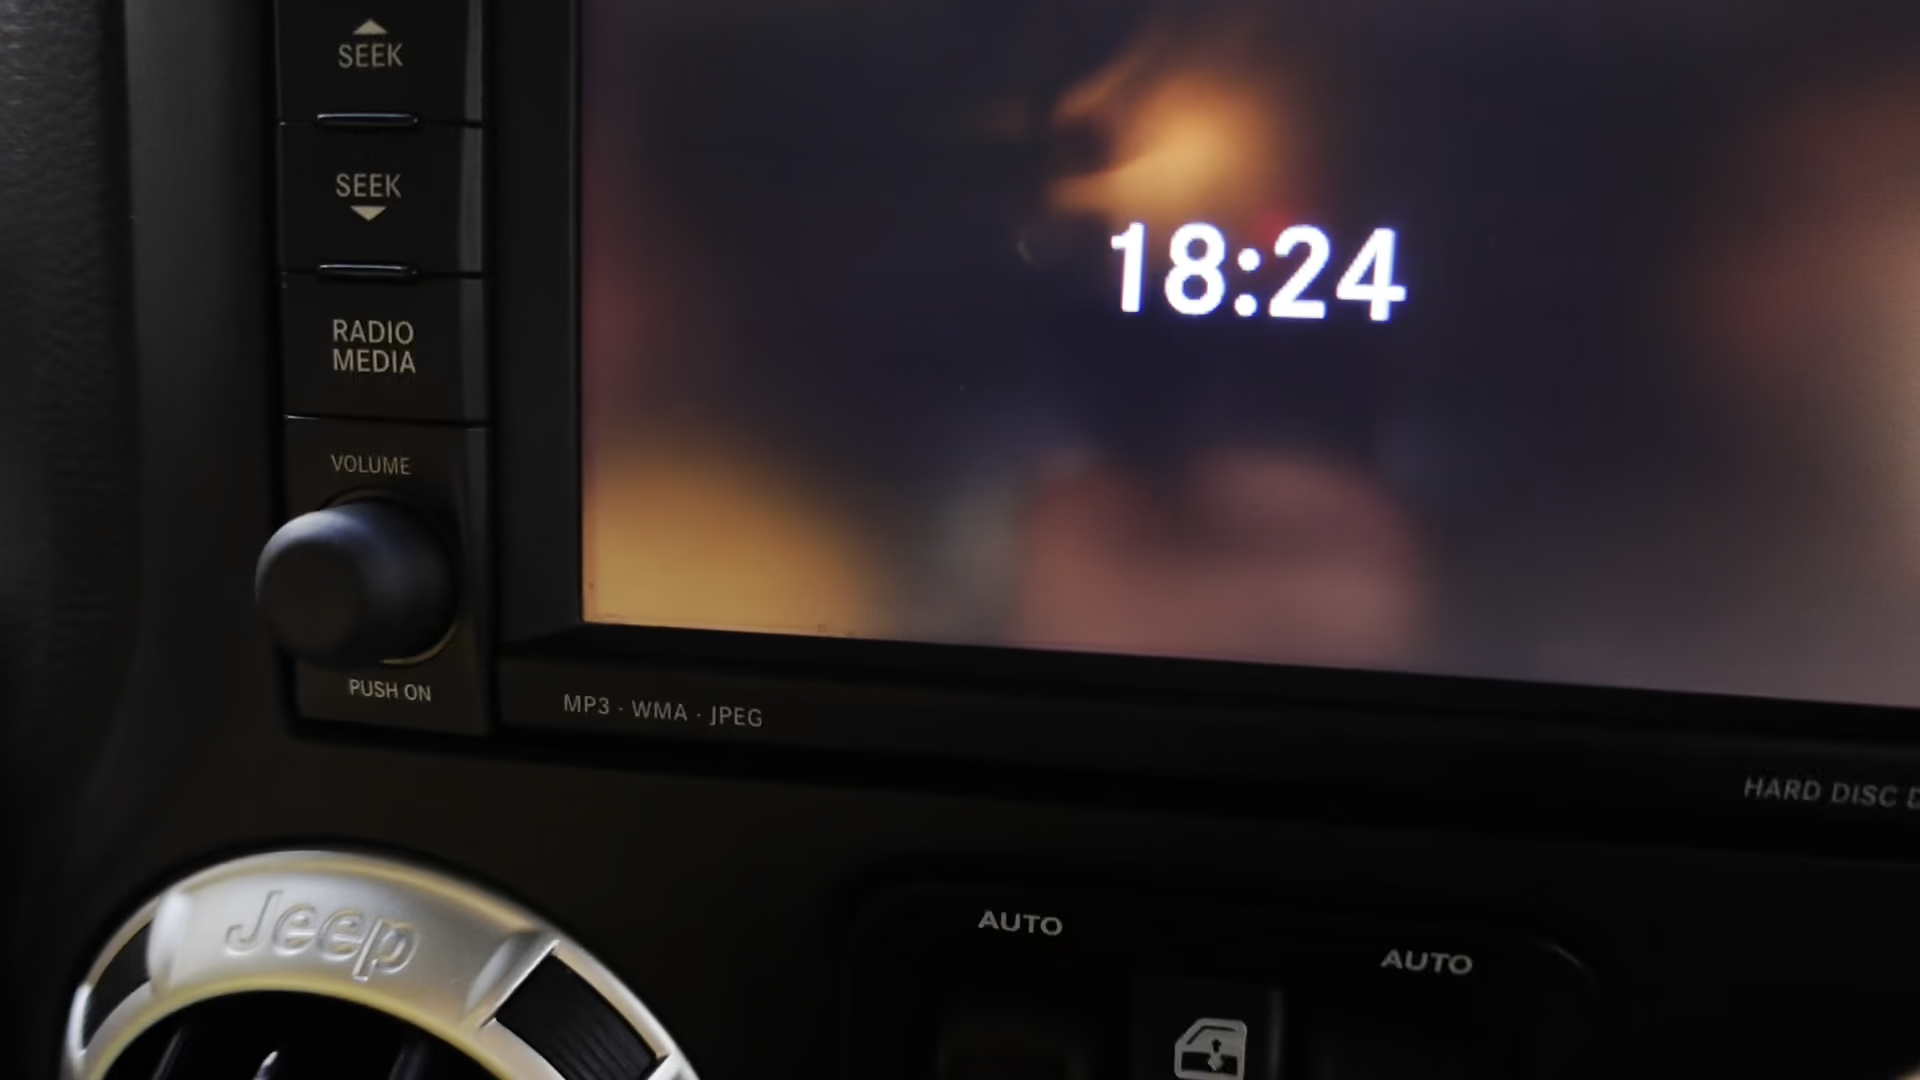 SEEK
SEEK
RADIO
MEDIA
VOLUME
PUSH ON
18:24
MP3 · WMA · JPEG
HARD DISC
Jeep
AUTO
AUTO